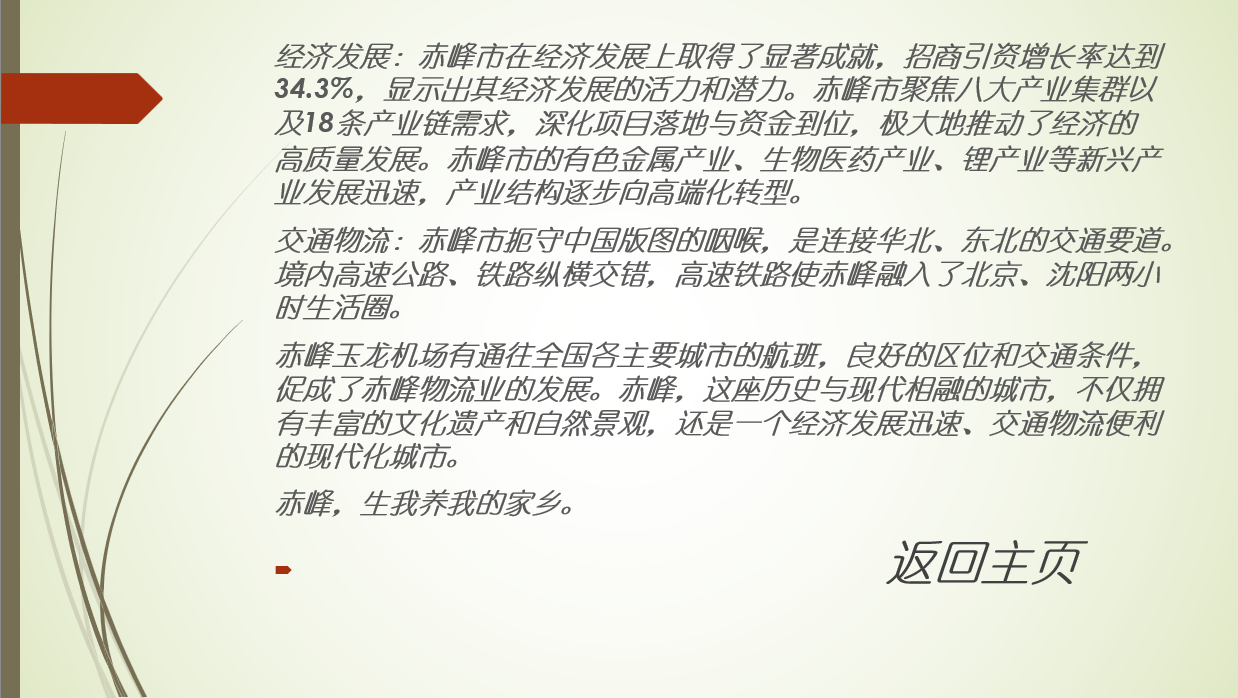 经济发展：赤峰市在经济发展上取得了显著成就，招商引资增长率达到
34.3%，显示出其经济发展的活力和潜力。赤峰市聚焦八大产业集群以
及18条产业链需求，深化项目落地与资金到位，极大地推动了经济的
高质量发展。赤峰市的有色金属产业、生物医药产业、锂产业等新兴产
业发展迅速，产业结构逐步向高端化转型。
交通物流：赤峰市扼守中国版图的咽喉，是连接华北、东北的交通要道。
境内高速公路、铁路纵横交错，高速铁路使赤峰融入了北京、沈阳两小
时生活圈。
赤峰玉龙机场有通往全国各主要城市的航班，良好的区位和交通条件，
促成了赤峰物流业的发展。赤峰，这座历史与现代相融的城市，不仅拥
有丰富的文化遗产和自然景观，还是一个经济发展迅速、交通物流便利
的现代化城市。
赤峰，生我养我的家乡。
返回主页